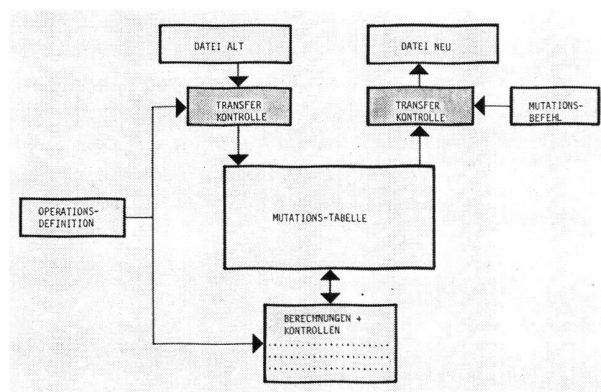 DATEI ALT
DATEI NEU
TRANSFER
KONTROLLE
TRANSFER
KONTROLLE
MUTATIONS-
BEFEHL
OPERATIONS-
DEFINITION
MUTATIONS-TABELLE
BERECHNUNGEN +
KONTROLLEN